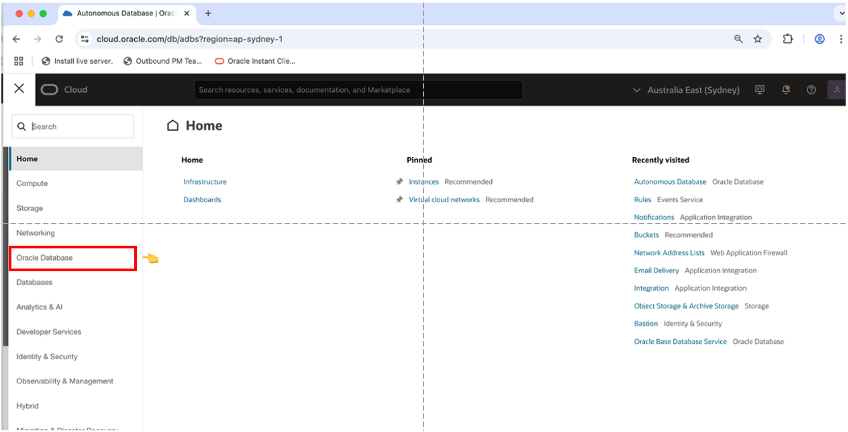 Autonomous Database | Oracl
cloud.oracle.com/db/adbs?region=ap-sydney-1
Install live server.
Outbound PM Tea...
Oracle Instant Clie...
Cloud
Search resources, services, documentation, and Marketplace
Australia East (Sydney)
Search
Home
Compute
Storage
Networking
Oracle Database
Databases
Analytics & AI
Developer Services
Identity & Security
Observability & Management
Hybrid
Migration & Disaster Recovery
Home
Home
Infrastructure
Dashboards
Pinned
Instances Recommended
Virtual cloud networks Recommended
Recently visited
Autonomous Database Oracle Database
Rules Events Service
Notifications Application Integration
Buckets Recommended
Network Address Lists Web Application Firewall
Email Delivery Application Integration
Integration Application Integration
Object Storage & Archive Storage Storage
Bastion Identity & Security
Oracle Base Database Service Oracle Database